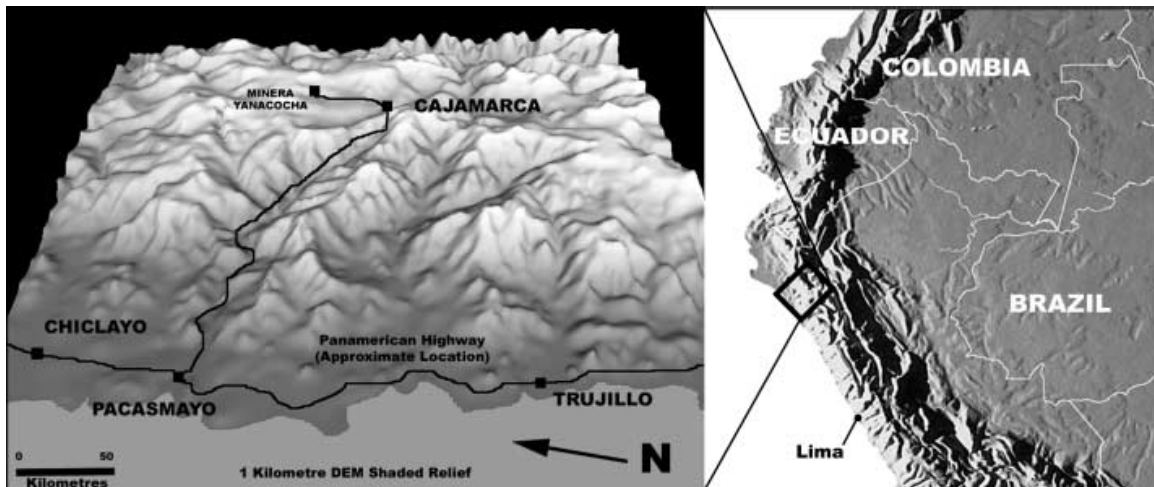 MINERA
YANACOCHA
CAJAMARCA
CHICLAYO
Panamerican Highway
(Approximate Location)
PACASMAYO
TRUJILLO
0 50
Kilometres
1 Kilometre DEM Shaded Relief
N
COLOMBIA
ECUADOR
BRAZIL
Lima